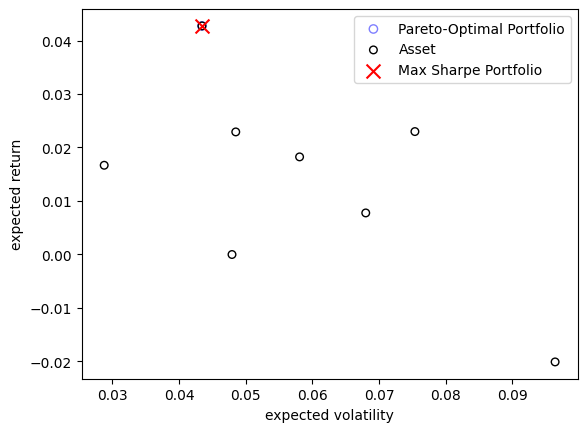 Pareto-Optimal Portfolio
Asset
Max Sharpe Portfolio
0.04
0.03
0.02
0.01
0.00
−0.01
−0.02
expected return
0.03 0.04 0.05 0.06 0.07 0.08 0.09
expected volatility